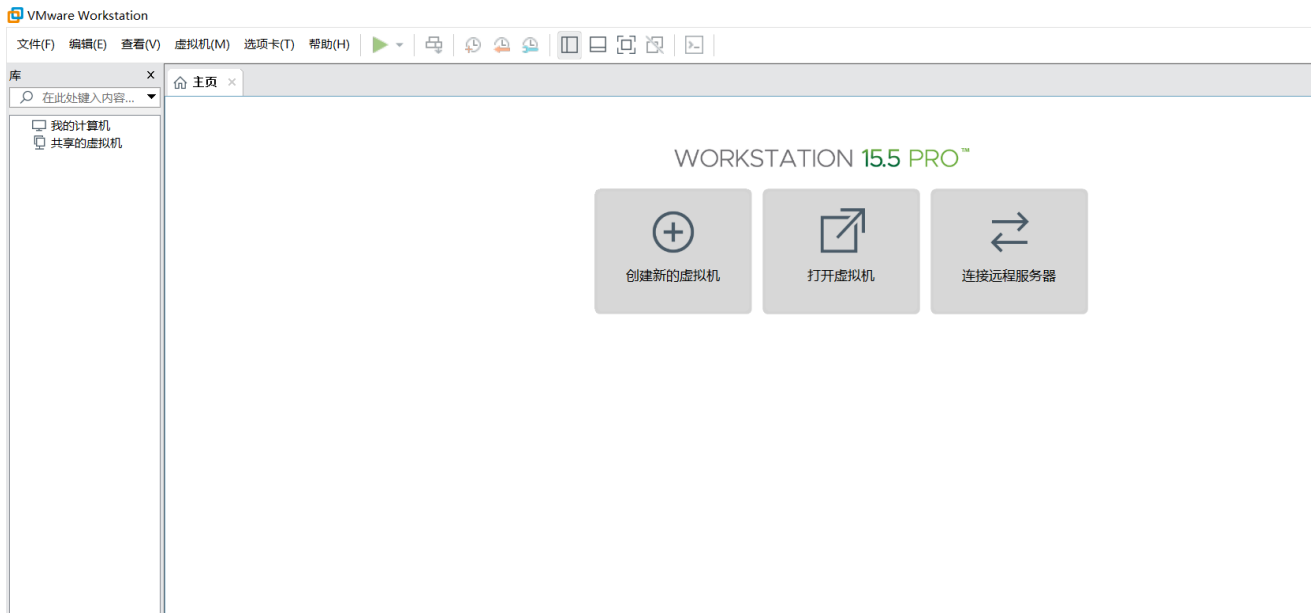 VMware Workstation
文件(F) 编辑(E) 查看(V) 虚拟机(M) 选项卡(T) 帮助(H)
库 X
主页
在此处键入内容...
我的计算机
共享的虚拟机
WORKSTATION 15.5 PRO™
创建新的虚拟机 打开虚拟机 连接远程服务器